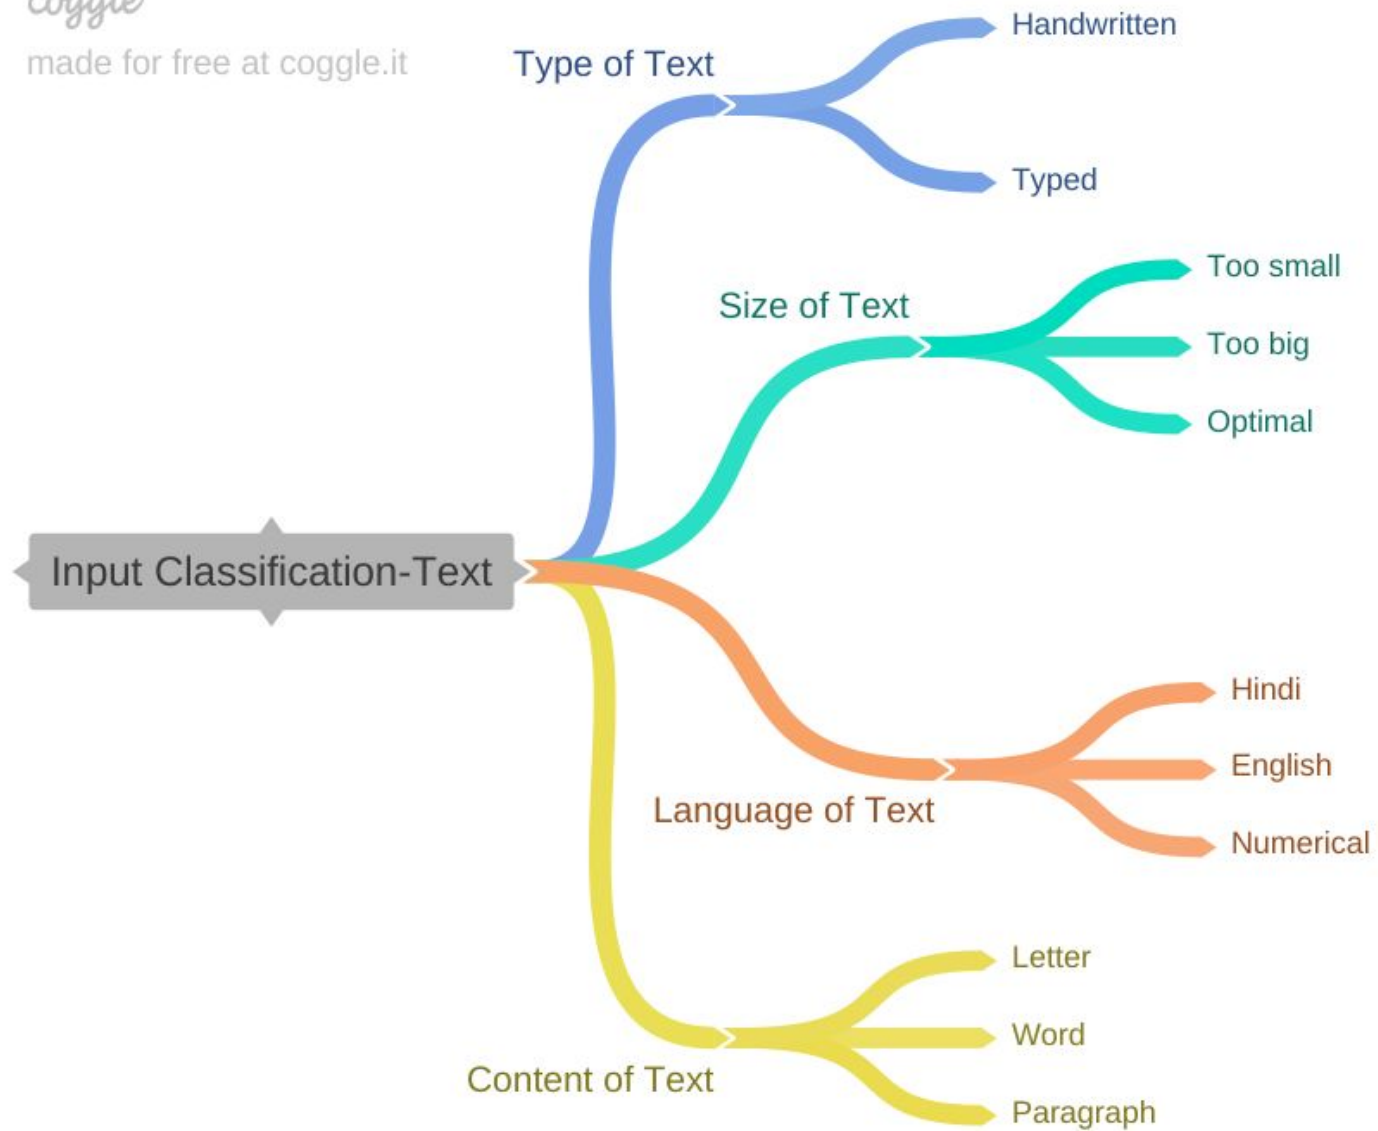 coggle
made for free at coggle.it
Type of Text
Handwritten
Typed
Size of Text
Too small
Too big
Optimal
Input Classification-Text
Language of Text
Hindi
English
Numerical
Content of Text
Letter
Word
Paragraph